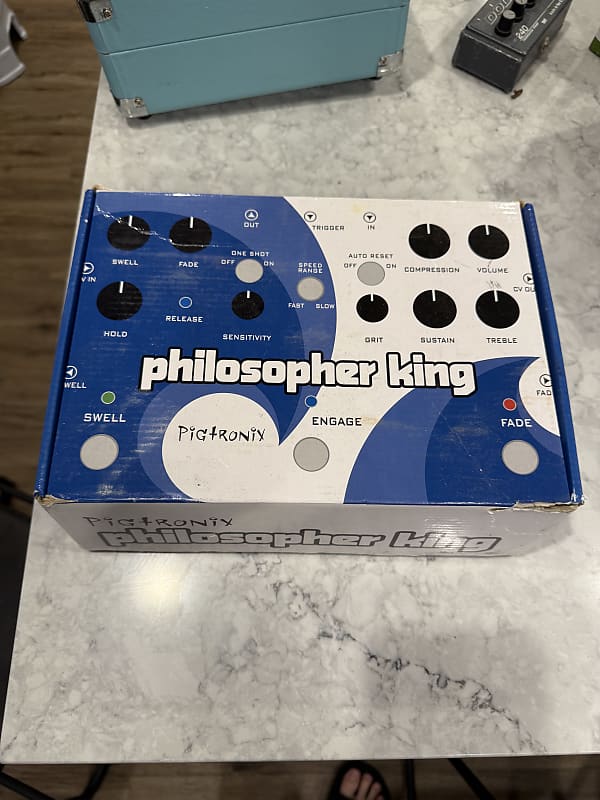 OUT
TRIGGER
IN
SWELL
FADE
ONE SHOT
OFF ON
SPEED
RANGE
FAST SLOW
AUTO RESET
OFF ON
COMPRESSION
VOLUME
V IN
CV OU
HOLD
RELEASE
SENSITIVITY
GRIT
SUSTAIN
TREBLE
philosopher king
WELL
FAD
SWELL
ENGAGE
FADE
PIGTRONIX
PIGTRONIX
philosopher king
240